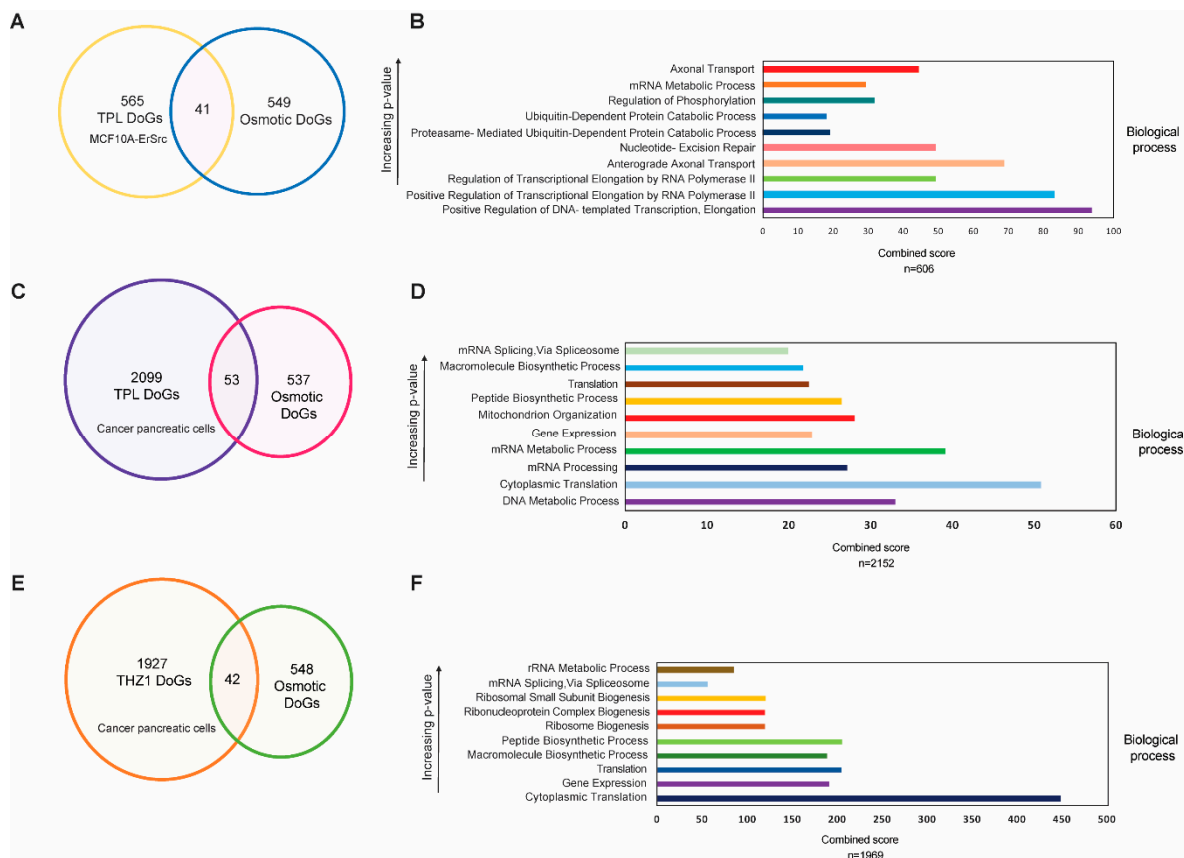 A
565
TPL DoGs
MCF10A-ErSrc
41
549
Osmotic DoGs
B
Increasing p-value
Axonal Transport
mRNA Metabolic Process
Regulation of Phosphorylation
Ubiquitin-Dependent Protein Catabolic Process
Proteasame- Mediated Ubiquitin-Dependent Protein Catabolic Process
Nucleotide- Excision Repair
Anterograde Axonal Transport
Regulation of Transcriptional Elongation by RNA Polymerase II
Positive Regulation of Transcriptional Elongation by RNA Polymerase II
Positive Regulation of DNA- templated Transcription, Elongation
0 10 20 30 40 50 60 70 80 90 100
Combined score
n=606
Biological
process
C
2099
TPL DoGs
Cancer pancreatic cells
53
537
Osmotic
DoGs
D
Increasing p-value
mRNA Splicing,Via Spliceosome
Macromolecule Biosynthetic Process
Translation
Peptide Biosynthetic Process
Mitochondrion Organization
Gene Expression
mRNA Metabolic Process
mRNA Processing
Cytoplasmic Translation
DNA Metabolic Process
0 10 20 30 40 50 60
Combined score
n=2152
Biological
process
E
1927
THZ1 DoGs
Cancer pancreatic cells
42
548
Osmotic
DoGs
F
Increasing p-value
rRNA Metabolic Process
mRNA Splicing,Via Spliceosome
Ribosomal Small Subunit Biogenesis
Ribonucleoprotein Complex Biogenesis
Ribosome Biogenesis
Peptide Biosynthetic Process
Macromolecule Biosynthetic Process
Translation
Gene Expression
Cytoplasmic Translation
0 50 100 150 200 250 300 350 400 450 500
Combined score
n=1969
Biological
process